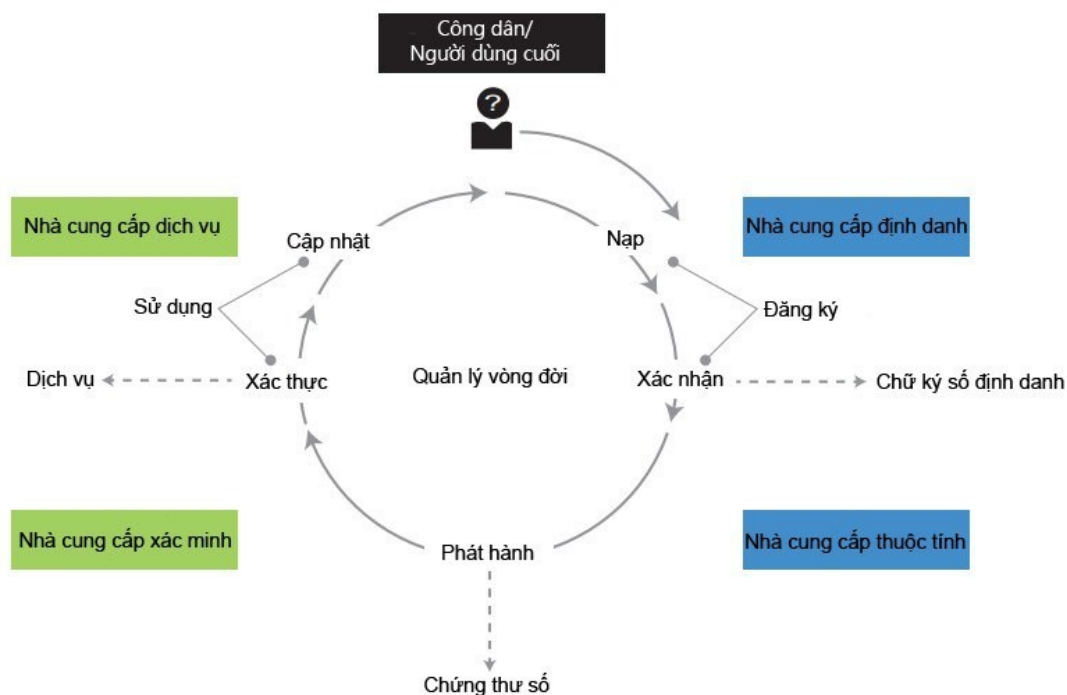 Công dân/
Người dùng cuối
?
Nhà cung cấp dịch vụ
Nhà cung cấp định danh
Cập nhật
Nạp
Sử dụng
Đăng ký
Dịch vụ
Xác thực
Quản lý vòng đời
Xác nhận
Chữ ký số định danh
Nhà cung cấp xác minh
Phát hành
Nhà cung cấp thuộc tính
Chứng thư số